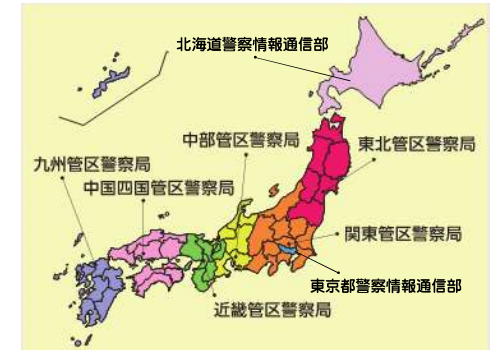 北海道警察情報通信部
中部管区警察局
東北管区警察局
九州管区警察局
中国四国管区警察局
関東管区警察局
東京都警察情報通信部
近畿管区警察局